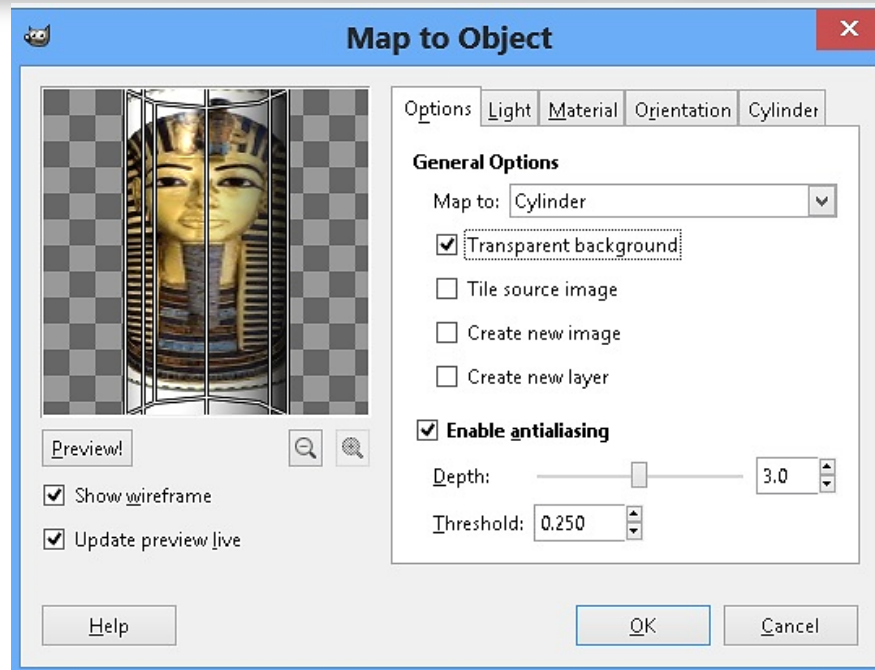 Map to Object
Options Light Material Orientation Cylinder
General Options
Map to: Cylinder
Transparent background
Tile source image
Create new image
Create new layer
Enable antialiasing
Depth: 3.0
Threshold: 0.250
Preview!
Show wireframe
Update preview live
Help OK Cancel